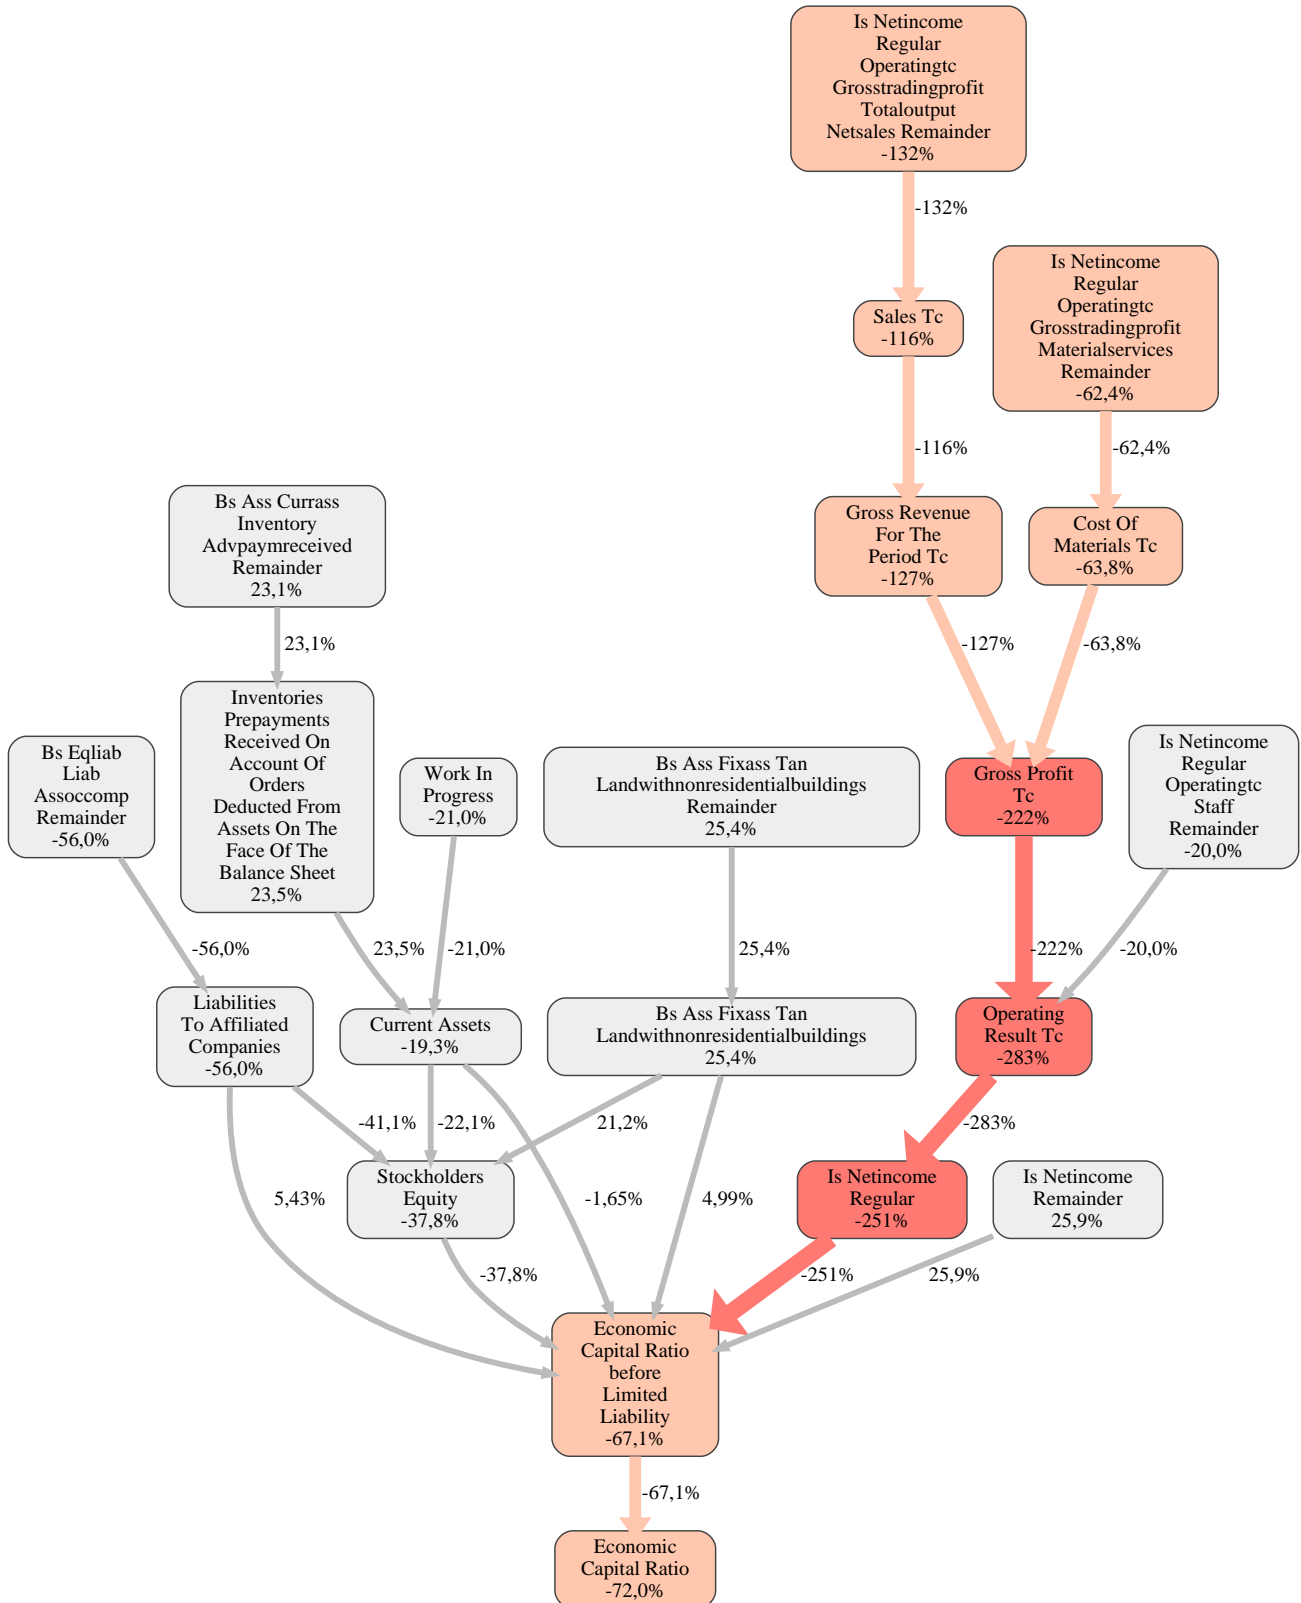 Is Netincome
Regular
Operatingtc
Grosstradingprofit
Totaloutput
Netsales Remainder
-132%
-132%
Is Netincome
Regular
Operatingtc
Grosstradingprofit
Materialservices
Remainder
-62,4%
Sales Tc
-116%
-116%
-62,4%
Bs Ass Currass
Inventory
Advpaymreceived
Remainder
23,1%
Gross Revenue
For The
Period Tc
-127%
Cost Of
Materials Tc
-63,8%
23,1%
-127%
-63,8%
Bs Eqliab
Liab
Assoccomp
Remainder
-56,0%
Inventories
Prepayments
Received On
Account Of
Orders
Deducted From
Assets On The
Face Of The
Balance Sheet
23,5%
Work In
Progress
-21,0%
Bs Ass Fixass Tan
Landwithnonresidentialbuildings
Remainder
25,4%
Gross Profit
Tc
-222%
Is Netincome
Regular
Operatingtc
Staff
Remainder
-20,0%
-56,0%
23,5%
-21,0%
25,4%
-222%
-20,0%
Liabilities
To Affiliated
Companies
-56,0%
Current Assets
-19,3%
Bs Ass Fixass Tan
Landwithnonresidentialbuildings
25,4%
Operating
Result Tc
-283%
-41,1%
-22,1%
21,2%
-283%
Stockholders
Equity
-37,8%
Is Netincome
Regular
-251%
Is Netincome
Remainder
25,9%
5,43%
-1,65%
4,99%
-37,8%
-251%
25,9%
Economic
Capital Ratio
before
Limited
Liability
-67,1%
-67,1%
Economic
Capital Ratio
-72,0%